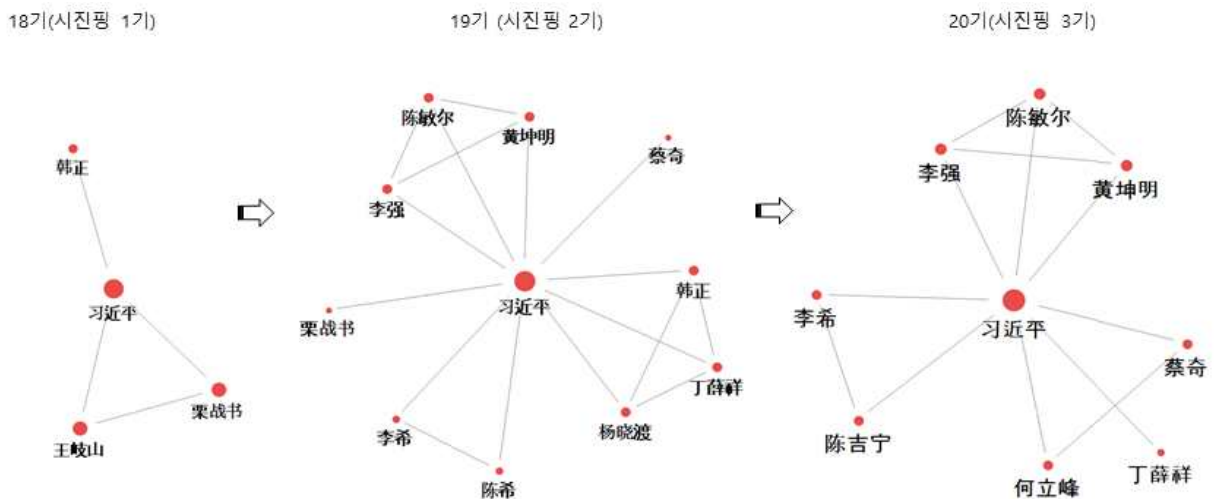 18기(시진핑 1기)
19기 (시진핑 2기)
20기(시진핑 3기)
韩正
习近平
栗战书
王岐山
陈敏尔
黄坤明
蔡奇
李强
习近平
韩正
栗战书
丁薛祥
李希
杨晓渡
陈希
陈敏尔
李强
黄坤明
李希
习近平
蔡奇
陈吉宁
丁薛祥
何立峰